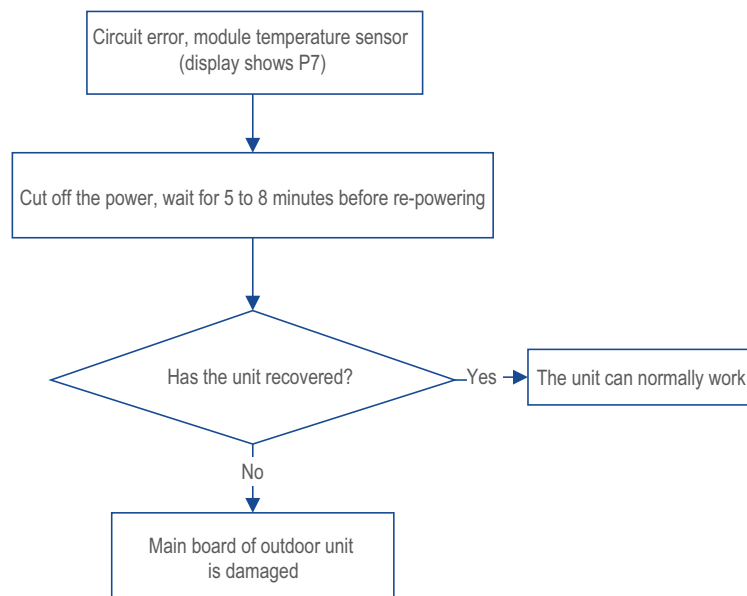 Circuit error, module temperature sensor
(display shows P7)
Cut off the power, wait for 5 to 8 minutes before re-powering
Has the unit recovered?
Yes
The unit can normally work
No
Main board of outdoor unit
is damaged